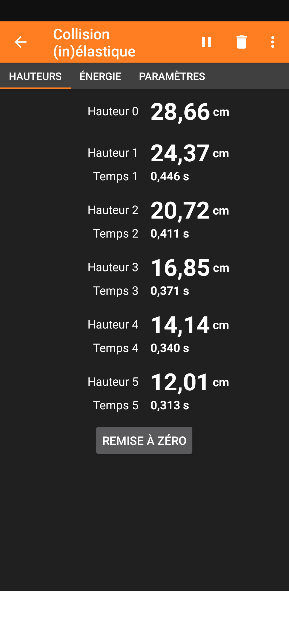 Collision
(in)élastique
HAUTEURS ÉNERGIE PARAMÈTRES
Hauteur 0 28,66 cm
Hauteur 1 24,37 cm
Temps 1 0,446 s
Hauteur 2 20,72 cm
Temps 2 0,411 s
Hauteur 3 16,85 cm
Temps 3 0,371 s
Hauteur 4 14,14 cm
Temps 4 0,340 s
Hauteur 5 12,01 cm
Temps 5 0,313 s
REMISE À ZÉRO